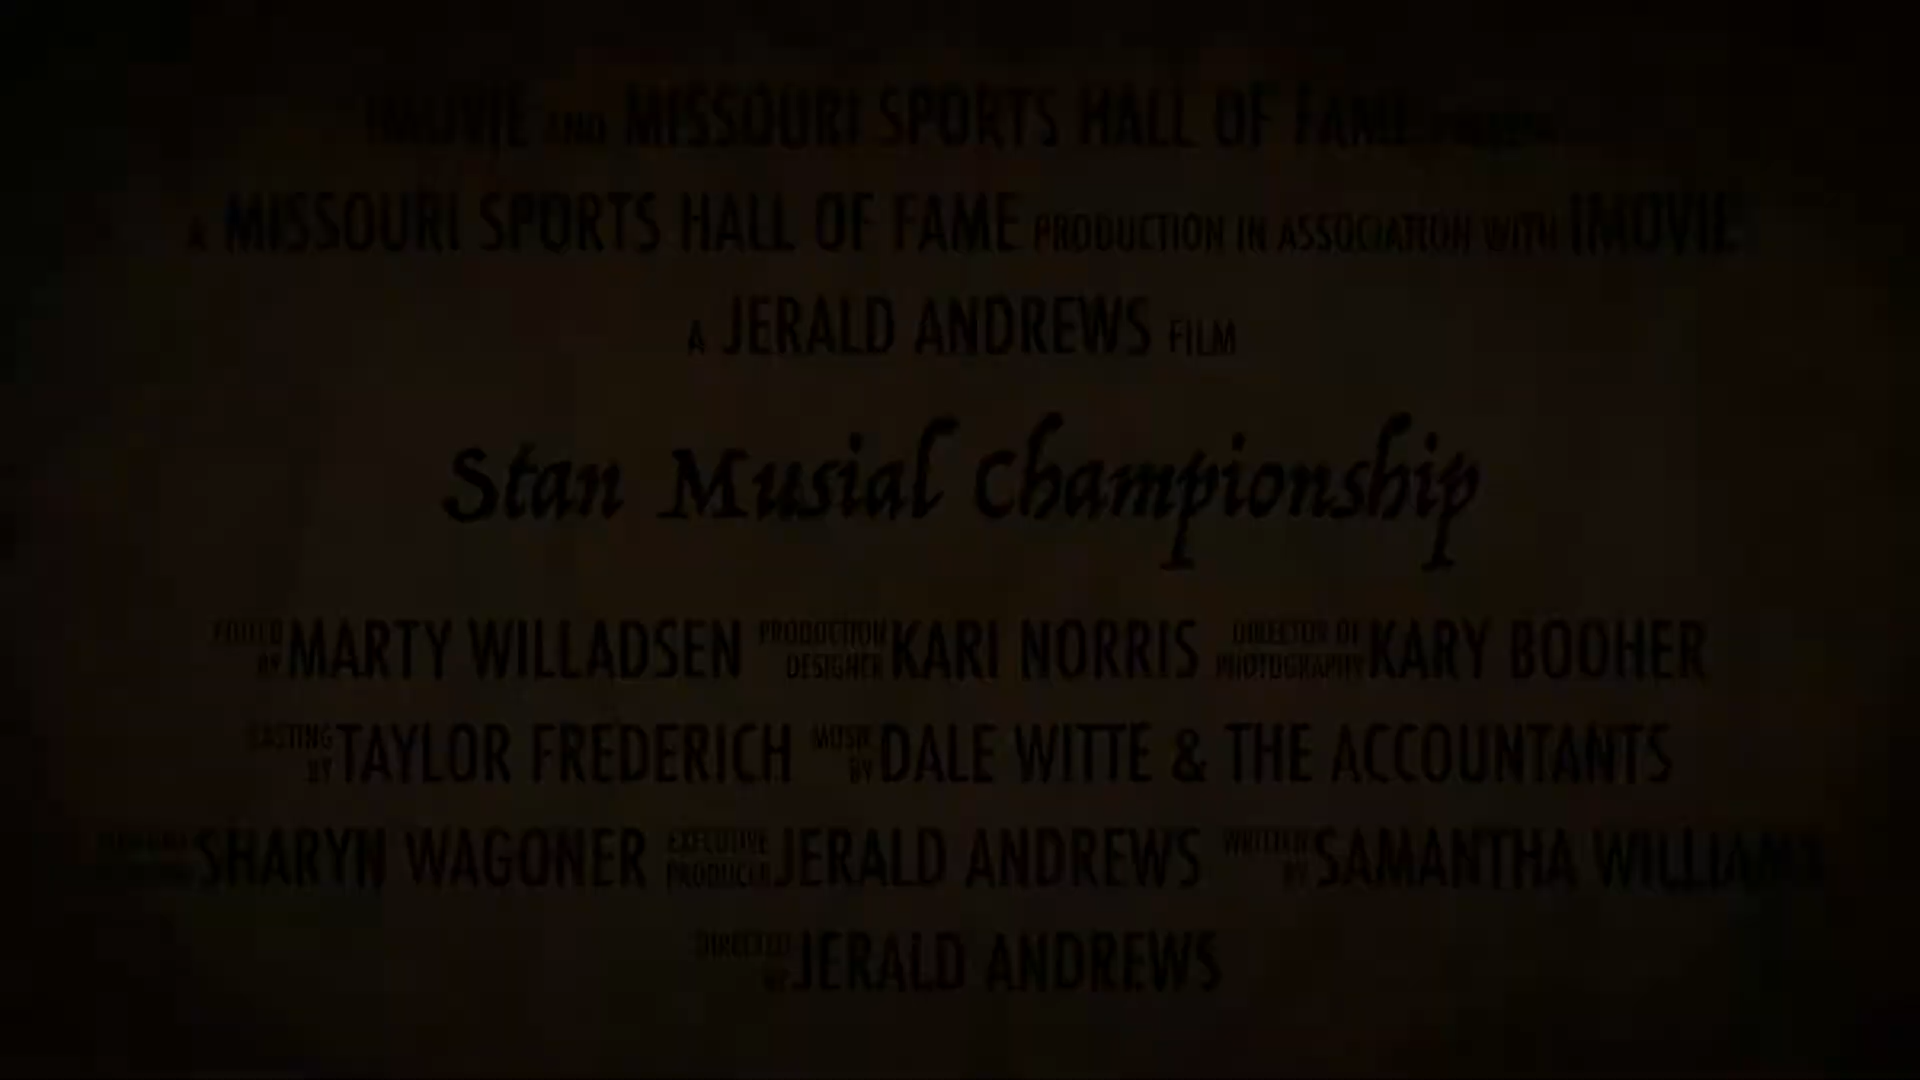 IMOVIE AND MISSOURI SPORTS HALL OF FAME PRESENT
A MISSOURI SPORTS HALL OF FAME PRODUCTION IN ASSOCIATION WITH IMOVIE
A JERALD ANDREWS FILM
Stan Musial Championship
EDITED BY MARTY WILLADSEN PRODUCTION DESIGNER KARI NORRIS DIRECTOR OF PHOTOGRAPHY KARY BOOHER
CASTING BY TAYLOR FREDERICH MUSIC BY DALE WITTE & THE ACCOUNTANTS
SHARYN WAGONER EXECUTIVE PRODUCER JERALD ANDREWS WRITTEN BY SAMANTHA WILLIAMS
DIRECTED BY JERALD ANDREWS